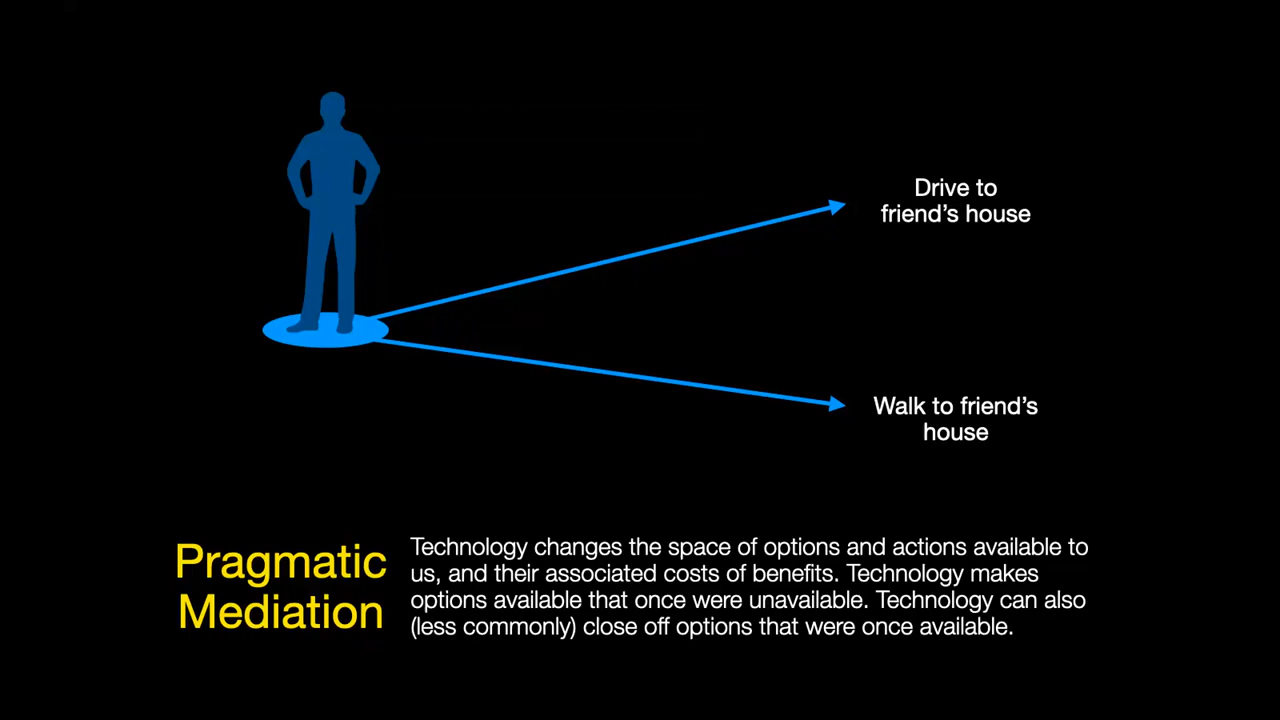 Drive to
friend’s house
Walk to friend’s
house
Pragmatic
Mediation
Technology changes the space of options and actions available to
us, and their associated costs of benefits. Technology makes
options available that once were unavailable. Technology can also
(less commonly) close off options that were once available.